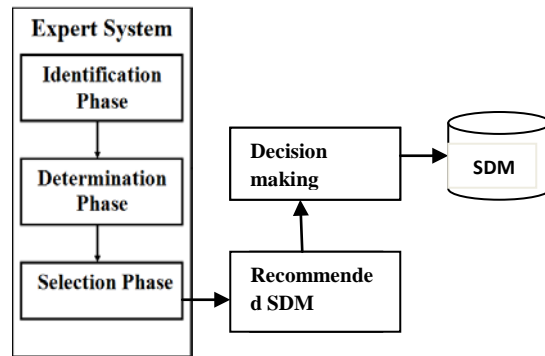 Expert System
Identification
Phase
Determination
Phase
Selection Phase
Recommende
d SDM
Decision
making
SDM